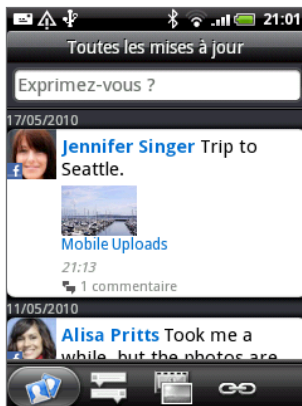 21:01
Toutes les mises à jour
Exprimez-vous ?
17/05/2010
Jennifer Singer Trip to
Seattle.
Mobile Uploads
21:13
1 commentaire
11/05/2010
Alisa Pritts Took me a
while, but the photos are